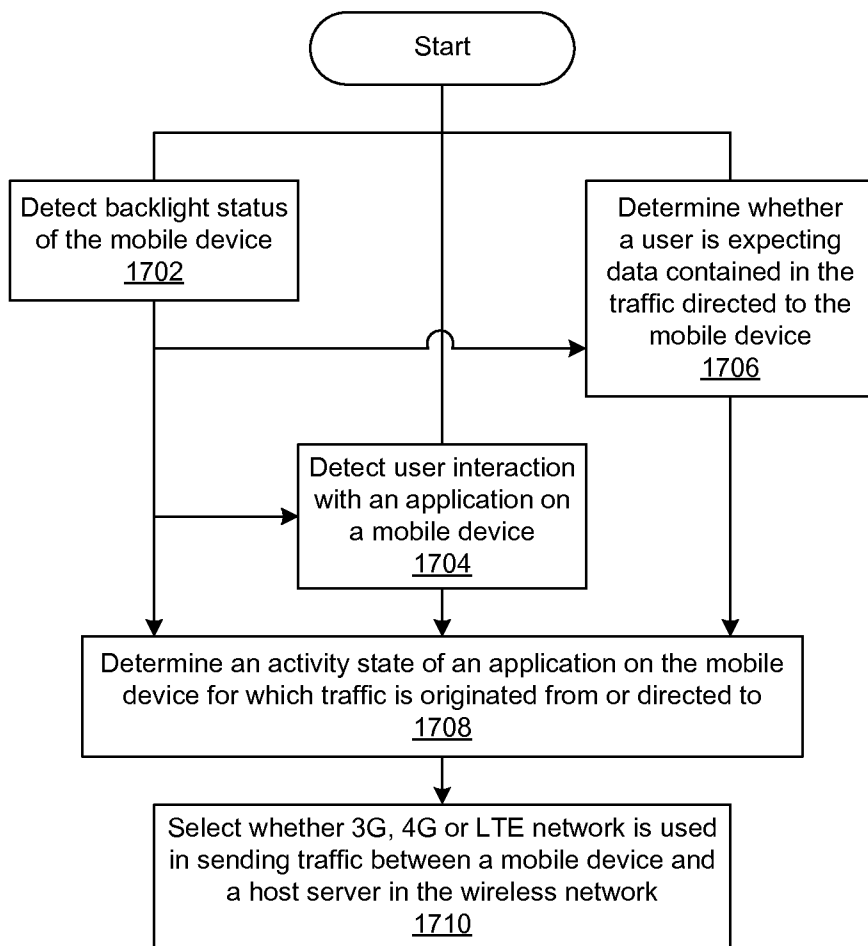 Start
Detect backlight status
of the mobile device
1702
Determine whether
a user is expecting
data contained in the
traffic directed to the
mobile device
1706
Detect user interaction
with an application on
a mobile device
1704
Determine an activity state of an application on the mobile
device for which traffic is originated from or directed to
1708
Select whether 3G, 4G or LTE network is used
in sending traffic between a mobile device and
a host server in the wireless network
1710